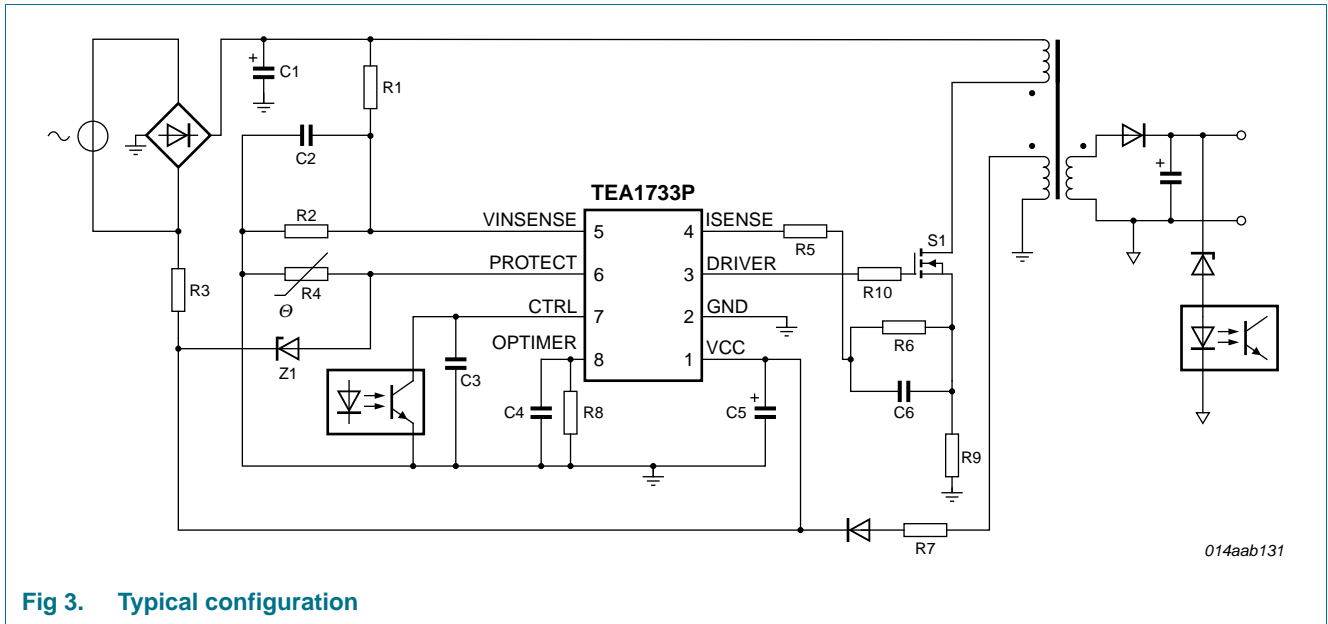 +
C1
R1
~
C2
TEA1733P
R2
VINSENSE
5
4
ISENSE
R5
S1
PROTECT
6
3
DRIVER
R10
R3
R4
Θ
CTRL
7
2
GND
R6
OPTIMER
8
1
VCC
Z1
C3
C4
R8
+
C5
C6
R9
+
R7
014aab131
Fig 3. Typical configuration